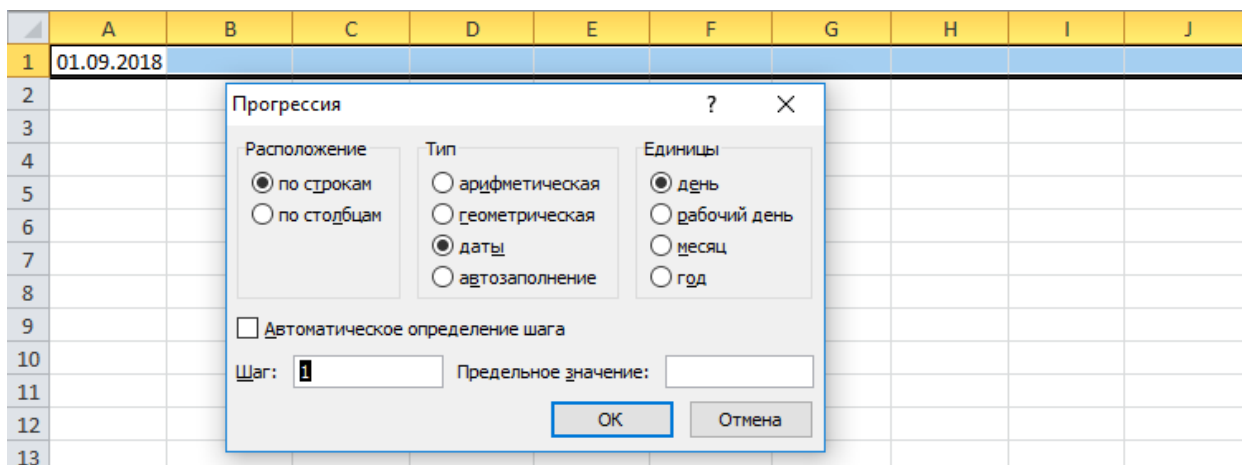 A B C D E F G H I J
1 01.09.2018
2
Прогрессия ? X
3
Расположение Тип Единицы
4
по строкам арифметическая день
5
по столбцам геометрическая рабочий день
6
даты месяц
7
автозаполнение год
8
9 Автоматическое определение шага
10
Шаг: 1 Предельное значение:
11
12 ОК Отмена
13